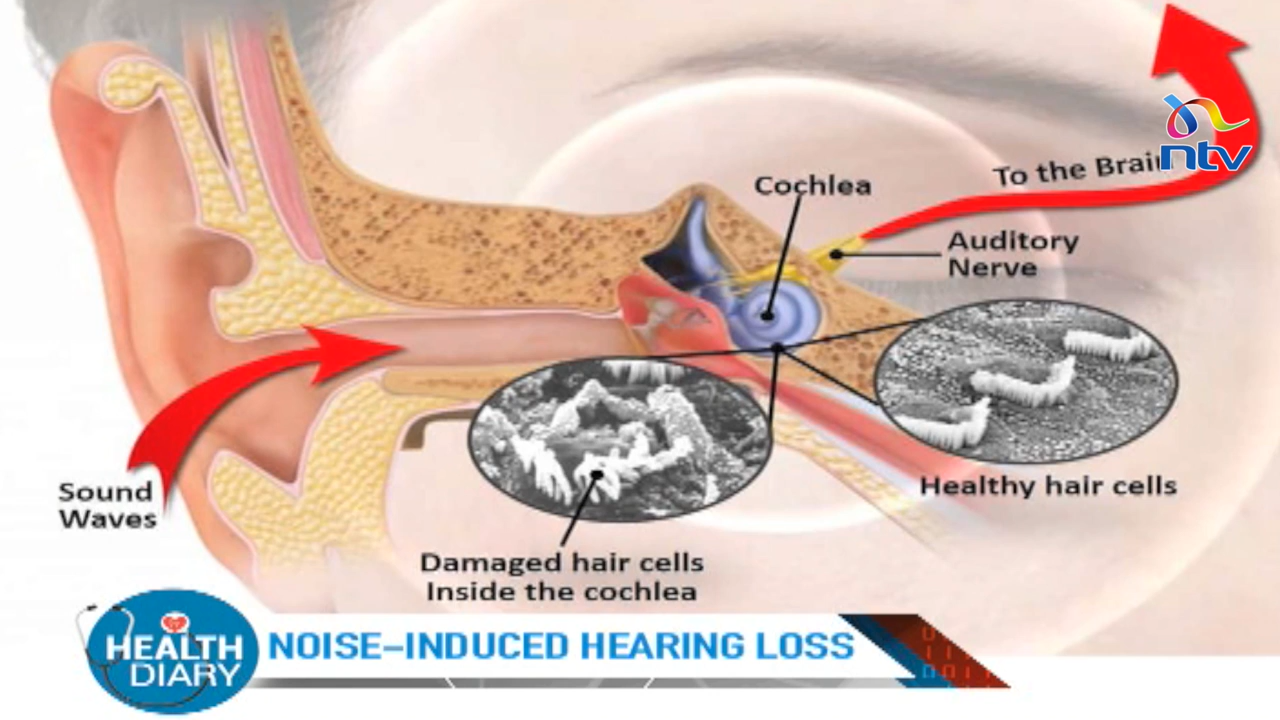 ntv
Cochlea
To the Brain
Auditory
Nerve
Sound
Waves
Healthy hair cells
Damaged hair cells
Inside the cochlea
HEALTH
DIARY
NOISE–INDUCED HEARING LOSS